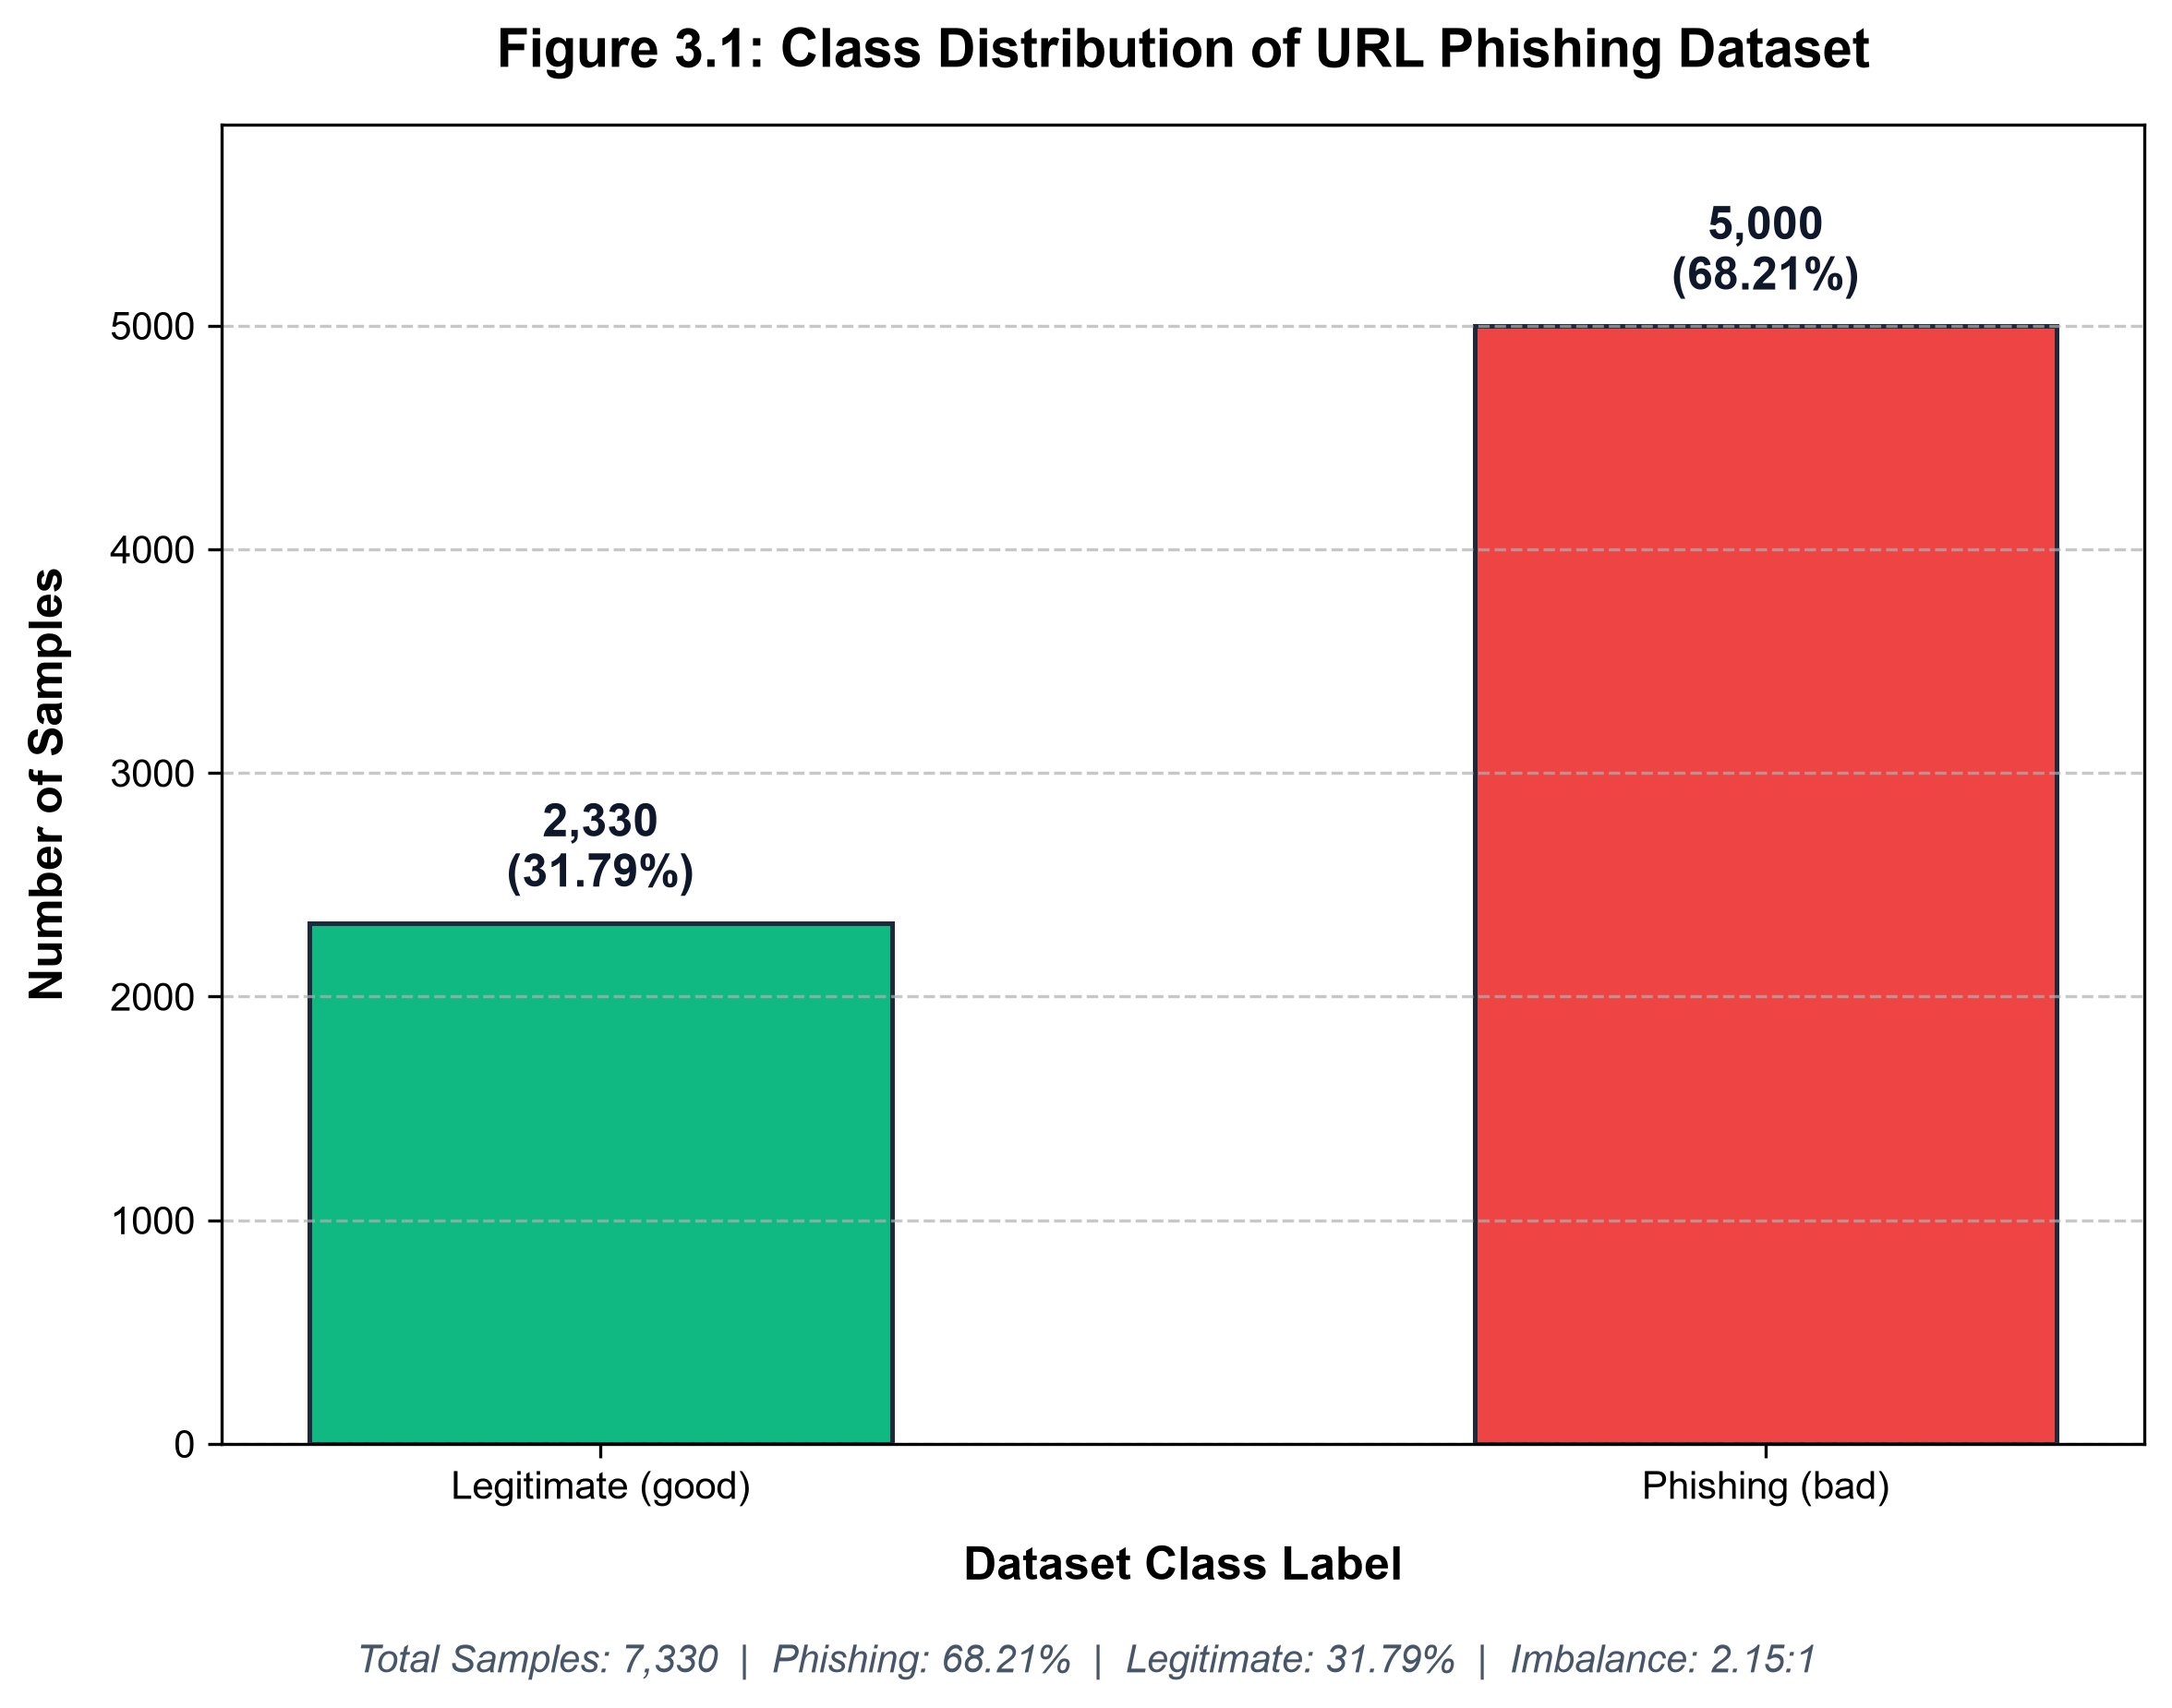 Figure 3.1: Class Distribution of URL Phishing Dataset
5,000
(68.21%)
5000
4000
3000
2,330
(31.79%)
2000
1000
0
Number of Samples
Legitimate (good)
Phishing (bad)
Dataset Class Label
Total Samples: 7,330 | Phishing: 68.21% | Legitimate: 31.79% | Imbalance: 2.15:1